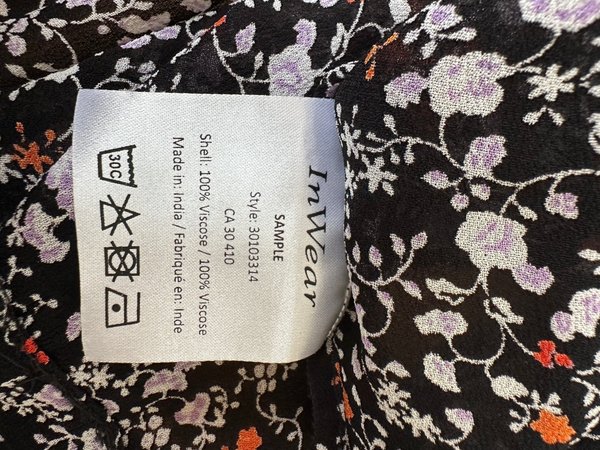 InWear
SAMPLE
Style: 30103314
CA 30 410
Shell: 100% Viscose / 100% Viscose
Made in: India / Fabriqué en: Inde
30C